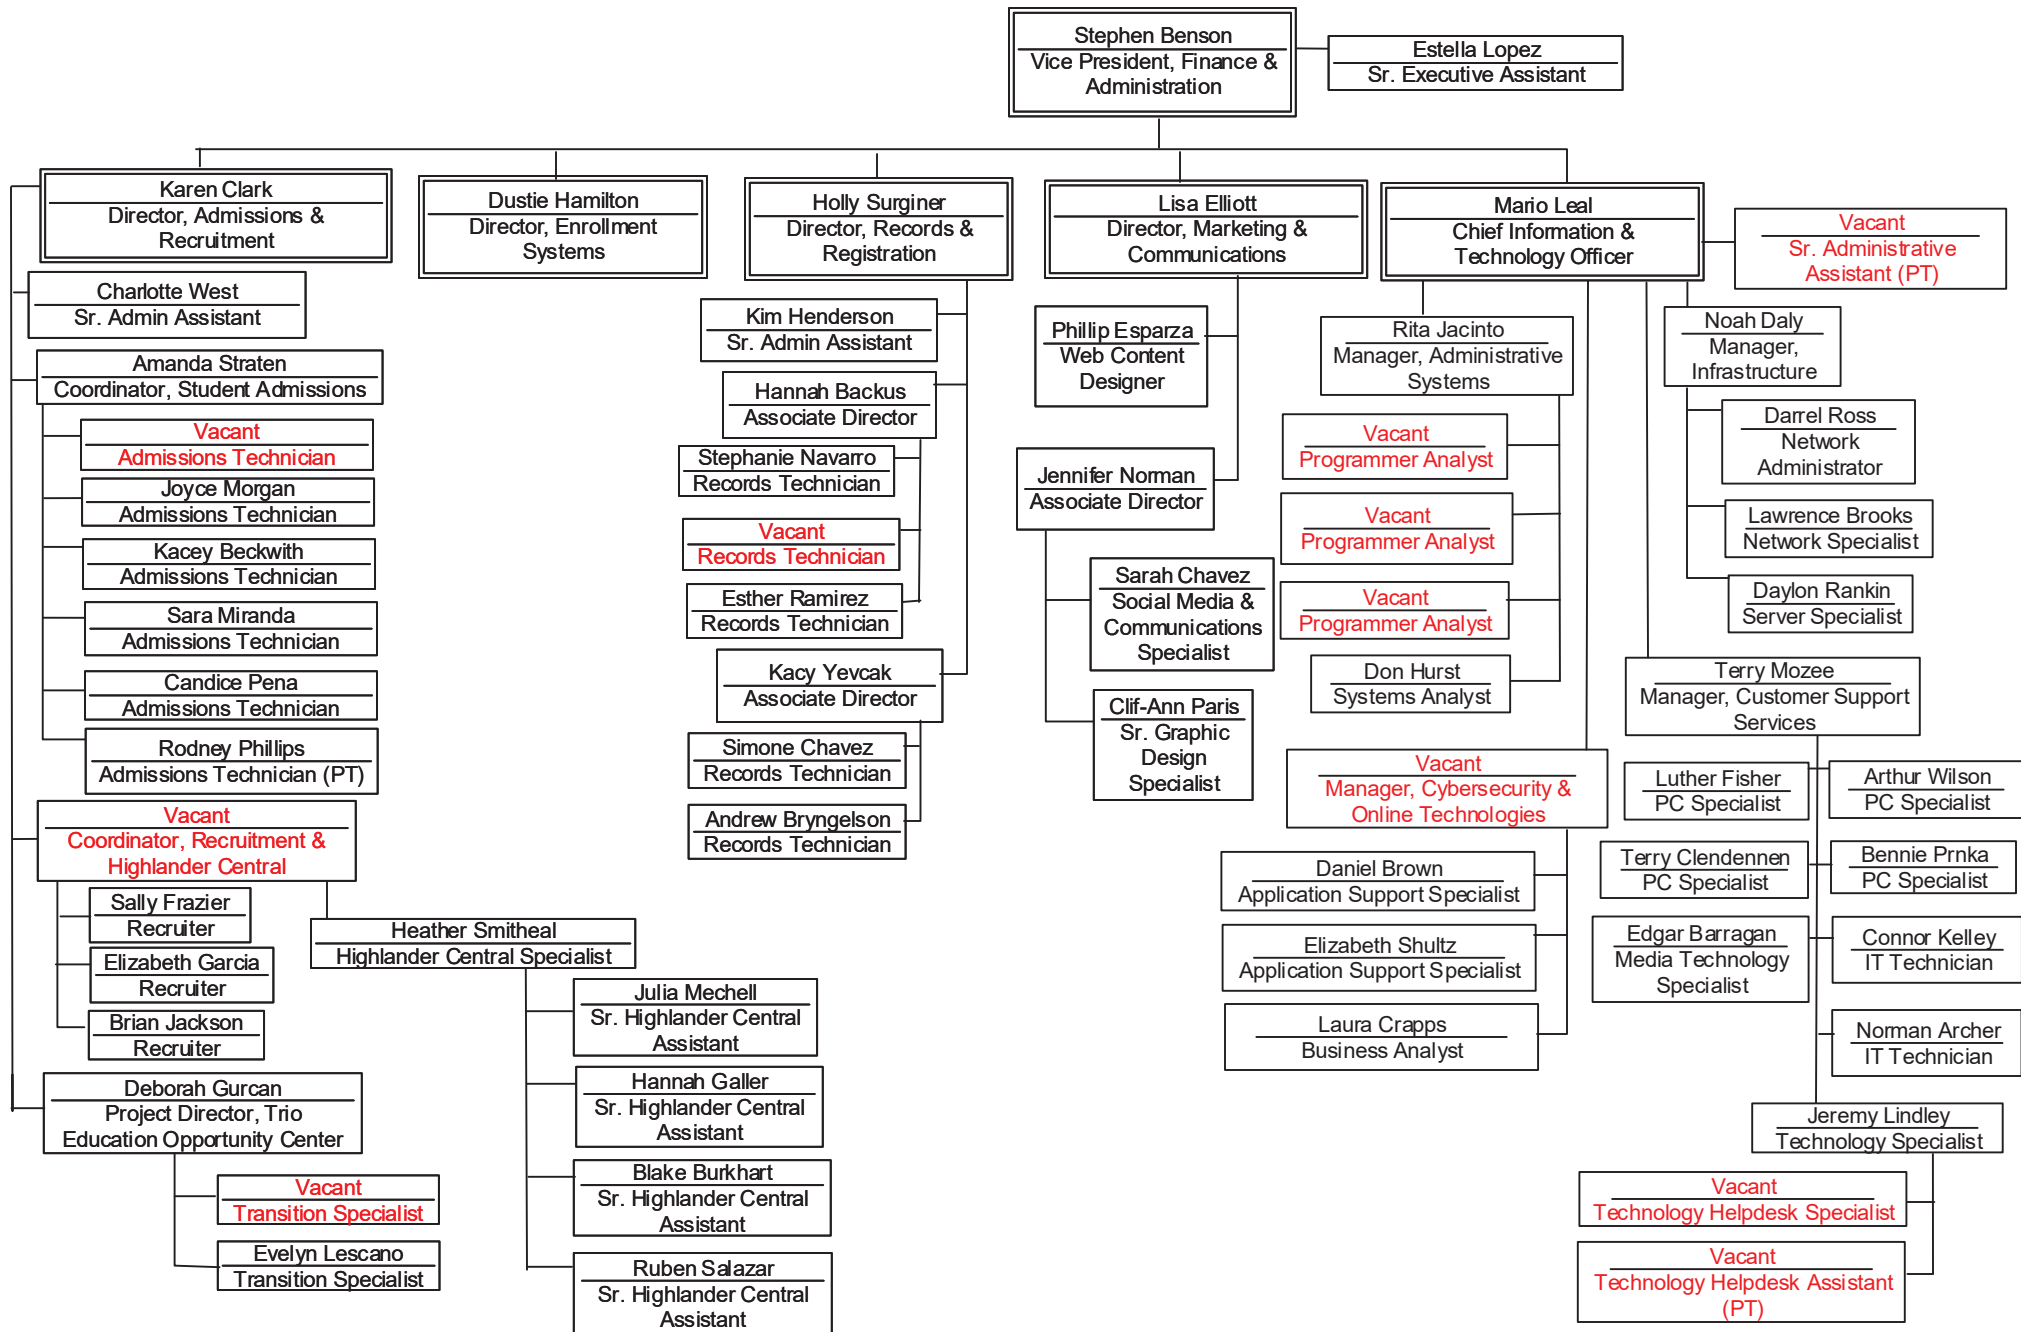 Stephen Benson
Vice President, Finance &
Administration
Estella Lopez
Sr. Executive Assistant
Karen Clark
Director, Admissions &
Recruitment
Dustie Hamilton
Director, Enrollment
Systems
Holly Surginer
Director, Records &
Registration
Lisa Elliott
Director, Marketing &
Communications
Mario Leal
Chief Information &
Technology Officer
Vacant
Sr. Administrative
Assistant (PT)
Charlotte West
Sr. Admin Assistant
Amanda Straten
Coordinator, Student Admissions
Vacant
Admissions Technician
Joyce Morgan
Admissions Technician
Kacey Beckwith
Admissions Technician
Sara Miranda
Admissions Technician
Candice Pena
Admissions Technician
Rodney Phillips
Admissions Technician (PT)
Vacant
Coordinator, Recruitment &
Highlander Central
Sally Frazier
Recruiter
Elizabeth Garcia
Recruiter
Brian Jackson
Recruiter
Heather Smitheal
Highlander Central Specialist
Julia Mechell
Sr. Highlander Central
Assistant
Hannah Galler
Sr. Highlander Central
Assistant
Blake Burkhart
Sr. Highlander Central
Assistant
Ruben Salazar
Sr. Highlander Central
Assistant
Deborah Gurcan
Project Director, Trio
Education Opportunity Center
Vacant
Transition Specialist
Evelyn Lescano
Transition Specialist
Kim Henderson
Sr. Admin Assistant
Hannah Backus
Associate Director
Stephanie Navarro
Records Technician
Vacant
Records Technician
Esther Ramirez
Records Technician
Kacy Yevcak
Associate Director
Simone Chavez
Records Technician
Andrew Bryngelson
Records Technician
Phillip Esparza
Web Content
Designer
Jennifer Norman
Associate Director
Sarah Chavez
Social Media &
Communications
Specialist
Clif-Ann Paris
Sr. Graphic
Design
Specialist
Rita Jacinto
Manager, Administrative
Systems
Vacant
Programmer Analyst
Vacant
Programmer Analyst
Vacant
Programmer Analyst
Don Hurst
Systems Analyst
Vacant
Manager, Cybersecurity &
Online Technologies
Daniel Brown
Application Support Specialist
Elizabeth Shultz
Application Support Specialist
Laura Crapps
Business Analyst
Noah Daly
Manager,
Infrastructure
Darrel Ross
Network
Administrator
Lawrence Brooks
Network Specialist
Daylon Rankin
Server Specialist
Terry Mozee
Manager, Customer Support
Services
Luther Fisher
PC Specialist
Arthur Wilson
PC Specialist
Terry Clendennen
PC Specialist
Bennie Prnka
PC Specialist
Edgar Barragan
Media Technology
Specialist
Connor Kelley
IT Technician
Norman Archer
IT Technician
Jeremy Lindley
Technology Specialist
Vacant
Technology Helpdesk Specialist
Vacant
Technology Helpdesk Assistant
(PT)